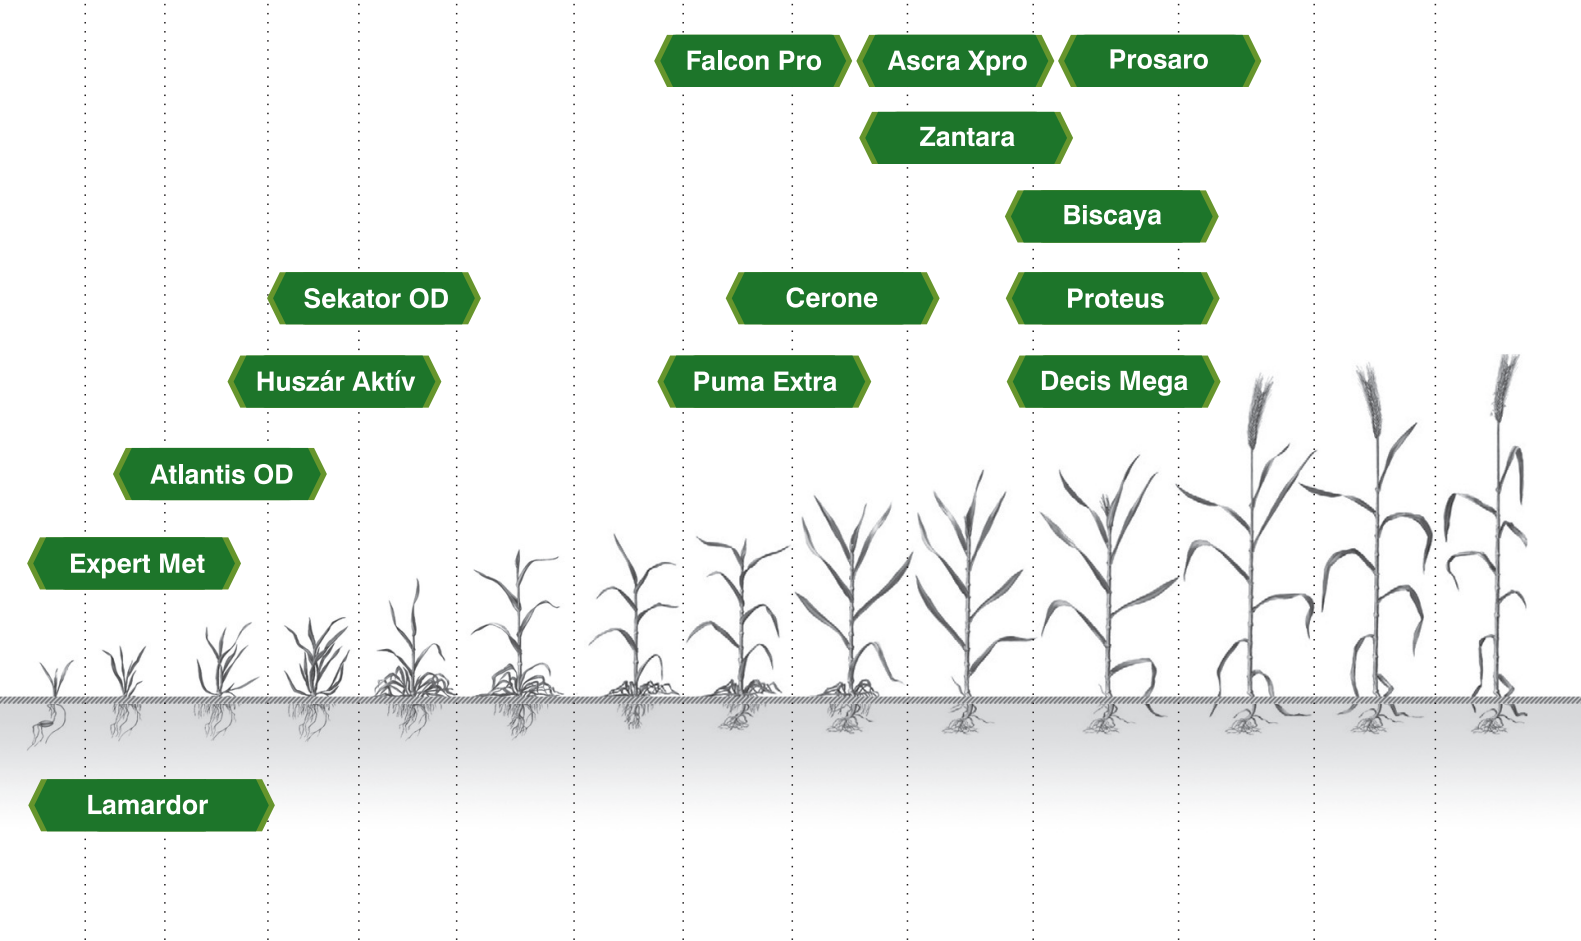 Falcon Pro
Ascra Xpro
Prosaro
Zantara
Biscaya
Sekator OD
Cerone
Proteus
Huszár Aktív
Puma Extra
Decis Mega
Atlantis OD
Expert Met
Lamardor